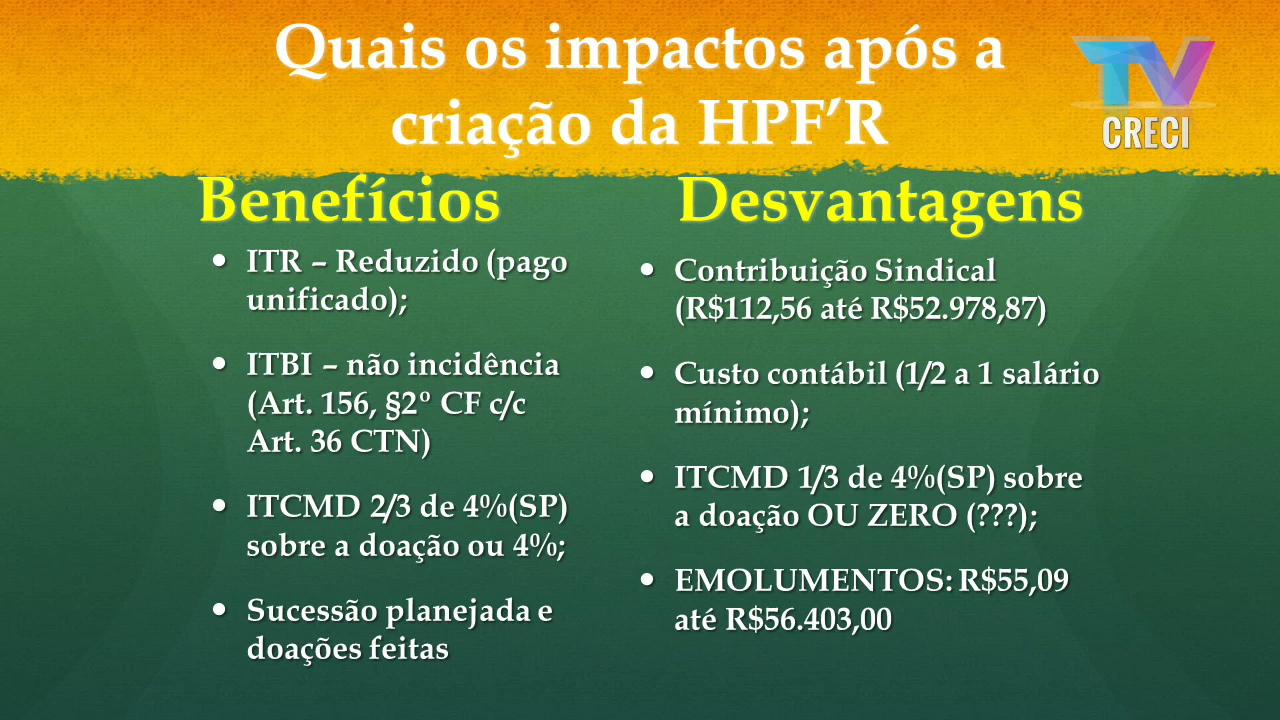 Quais os impactos após a
criação da HPF’R
TV
CRECI
Benefícios
• ITR – Reduzido (pago
unificado);
• ITBI – não incidência
(Art. 156, §2º CF c/c
Art. 36 CTN)
• ITCMD 2/3 de 4%(SP)
sobre a doação ou 4%;
• Sucessão planejada e
doações feitas
Desvantagens
• Contribuição Sindical
(R$112,56 até R$52.978,87)
• Custo contábil (1/2 a 1 salário
mínimo);
• ITCMD 1/3 de 4%(SP) sobre
a doação OU ZERO (???);
• EMOLUMENTOS: R$55,09
até R$56.403,00